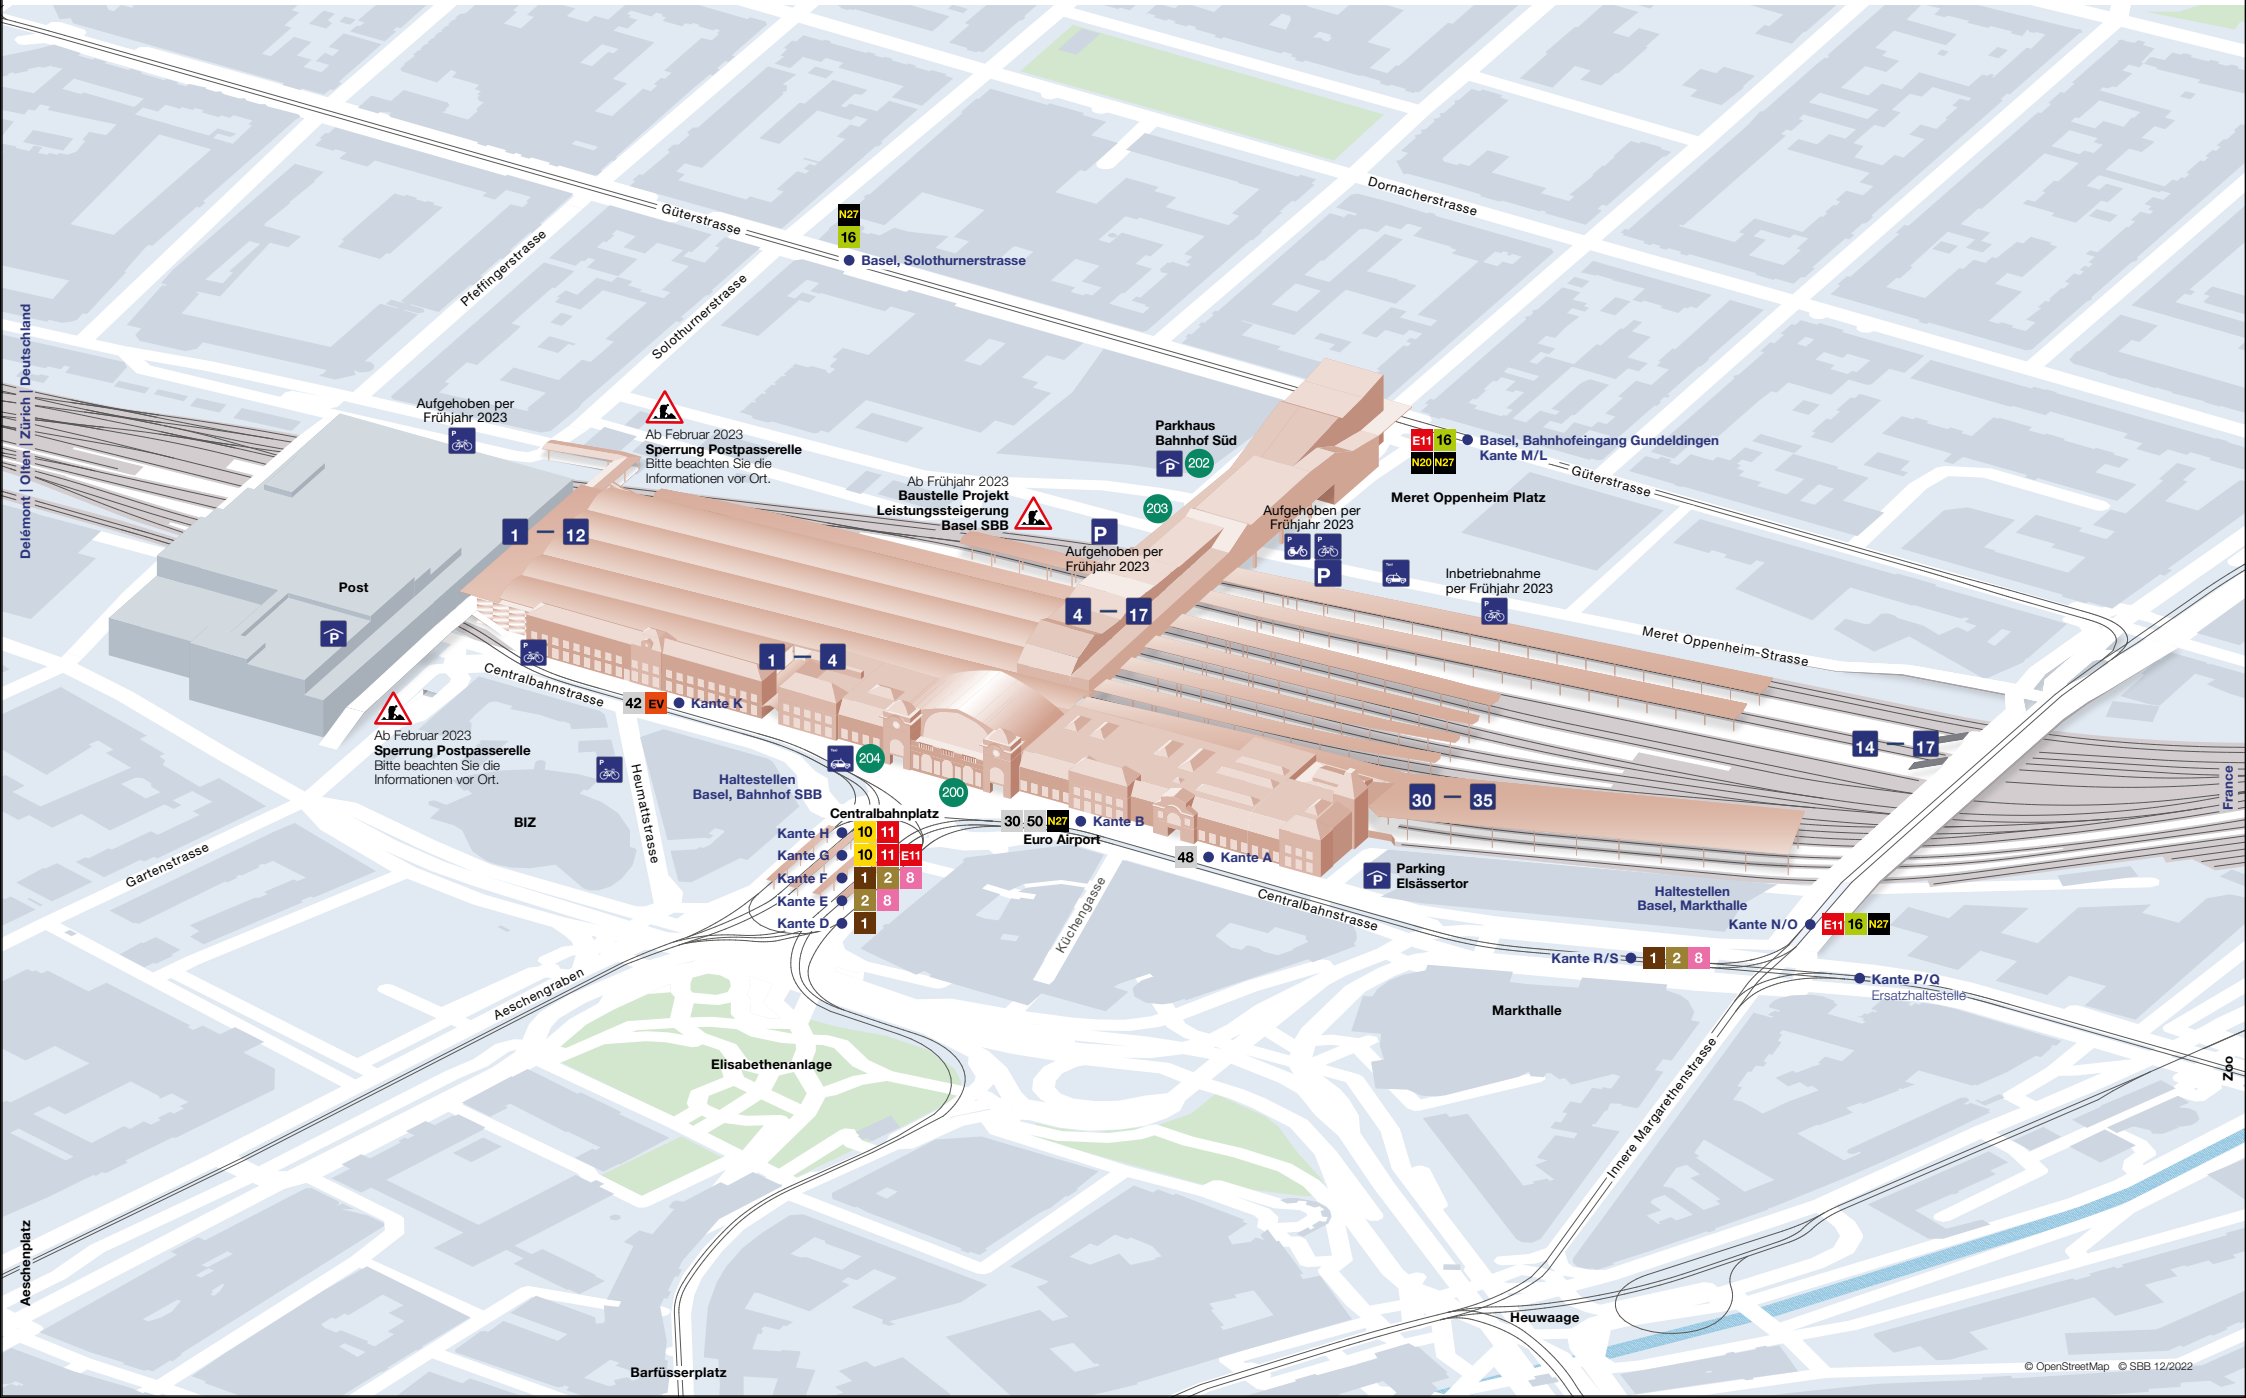 Dornacherstrasse
Güterstrasse
N27
16
Basel, Solothurnerstrasse
Pfeffingerstrasse
Solothurnerstrasse
Delémont | Olten | Zürich | Deutschland
Aufgehoben per
Frühjahr 2023
P
Ab Februar 2023
Sperrung Postpasserelle
Bitte beachten Sie die
Informationen vor Ort.
Parkhaus
Bahnhof Süd
P
202
203
E11 16
N20 N27
Basel, Bahnhofeingang Gundeldingen
Kante M/L
Güterstrasse
Meret Oppenheim Platz
Ab Frühjahr 2023
Baustelle Projekt
Leistungssteigerung
Basel SBB
P
Aufgehoben per
Frühjahr 2023
Aufgehoben per
Frühjahr 2023
P
P
P
Taxi
Inbetriebnahme
per Frühjahr 2023
P
1 — 12
Post
P
4 — 17
Meret Oppenheim-Strasse
P
1 — 4
Centralbahnstrasse
42 EV Kante K
Ab Februar 2023
Sperrung Postpasserelle
Bitte beachten Sie die
Informationen vor Ort.
14 — 17
France
P
Heumattstrasse
Taxi
204
200
Haltestellen
Basel, Bahnhof SBB
30 — 35
BIZ
Centralbahnplatz
Kante H 10 11
Kante G 10 11 E11
Kante F 1 2 8
Kante E 2 8
Kante D 1
30 50 N27 Kante B
Euro Airport
48 Kante A
P
Parking
Elsässertor
Gartenstrasse
Küchengasse
Centralbahnstrasse
Haltestellen
Basel, Markthalle
Kante N/O E11 16 N27
Kante R/S 1 2 8
Kante P/Q
Ersatzhaltestelle
Aeschengraben
Markthalle
Elisabethenanlage
Innere Margarethenstrasse
Zoo
Aeschenplatz
Heuwaage
Barfüsserplatz
© OpenStreetMap © SBB 12/2022